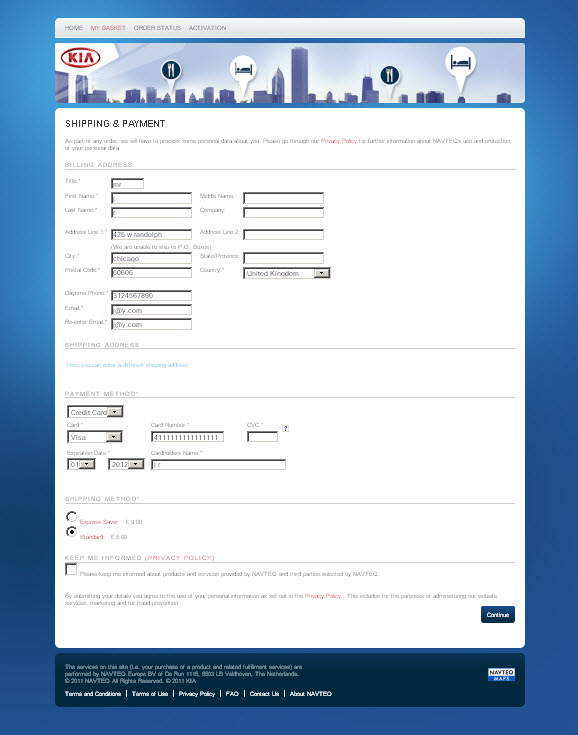 HOME MY BASKET ORDER STATUS ACTIVATION
KIA
SHIPPING & PAYMENT
As part of any order, we will have to process some personal data about you. Please go through our Privacy Policy for further information about NAVTEQ's use and protection
of your personal data.
BILLING ADDRESS
Title:* mr
First Name:* j Middle Name:
Last Name:* r Company:
Address Line 1:* 425 w randolph Address Line 2:
(We are unable to ship to P.O. Boxes)
City:* chicago State/Province:
Postal Code:* 60606 Country:* United Kingdom
Daytime Phone:* 3124567890
Email:* j@y.com
Re-enter Email:* j@y.com
SHIPPING ADDRESS
Here you can enter a different shipping address
PAYMENT METHOD*
Credit Card
Card:* Card Number:* CVC:*
Visa 4111111111111111 ?
Expiration Date:* Cardholders Name:*
01 2012 j r
SHIPPING METHOD*
Express Saver £ 9.00
Standard £ 5.00
KEEP ME INFORMED (PRIVACY POLICY)
Please keep me informed about products and services provided by NAVTEQ and third parties selected by NAVTEQ.
By submitting your details you agree to the use of your personal information as set out in the Privacy Policy . This includes for the purposes of administering our website
services, marketing and for fraud prevention.
Continue
The services on this site (i.e. your purchase of a product and related fulfilment services) are
performed by NAVTEQ Europe BV of De Run 1115, 5503 LB Veldhoven, The Netherlands.
© 2011 NAVTEQ All Rights Reserved. © 2011 KIA
NAVTEQ
MAPS
Terms and Conditions | Terms of Use | Privacy Policy | FAQ | Contact Us | About NAVTEQ